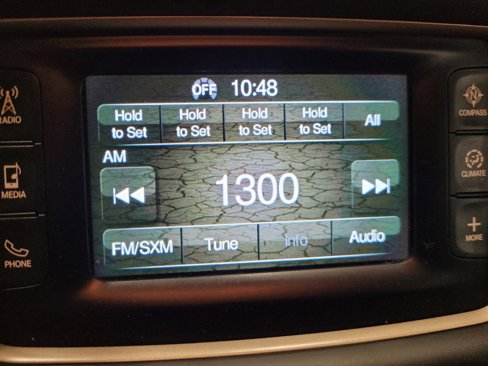 OFF 10:48
Hold to Set
Hold to Set
Hold to Set
Hold to Set
All
AM
1300
FM/SXM Tune Info Audio
RADIO
MEDIA
PHONE
N
COMPASS
CLIMATE
MORE